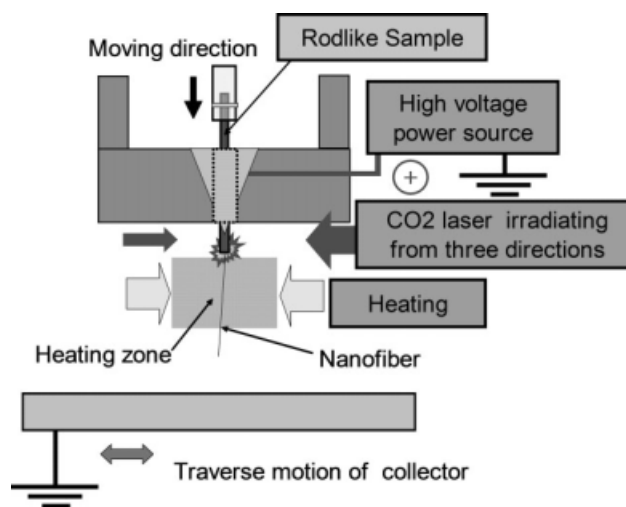 Moving direction
Rodlike Sample
High voltage
power source
+
CO2 laser irradiating
from three directions
Heating
Heating zone
Nanofiber
Traverse motion of collector